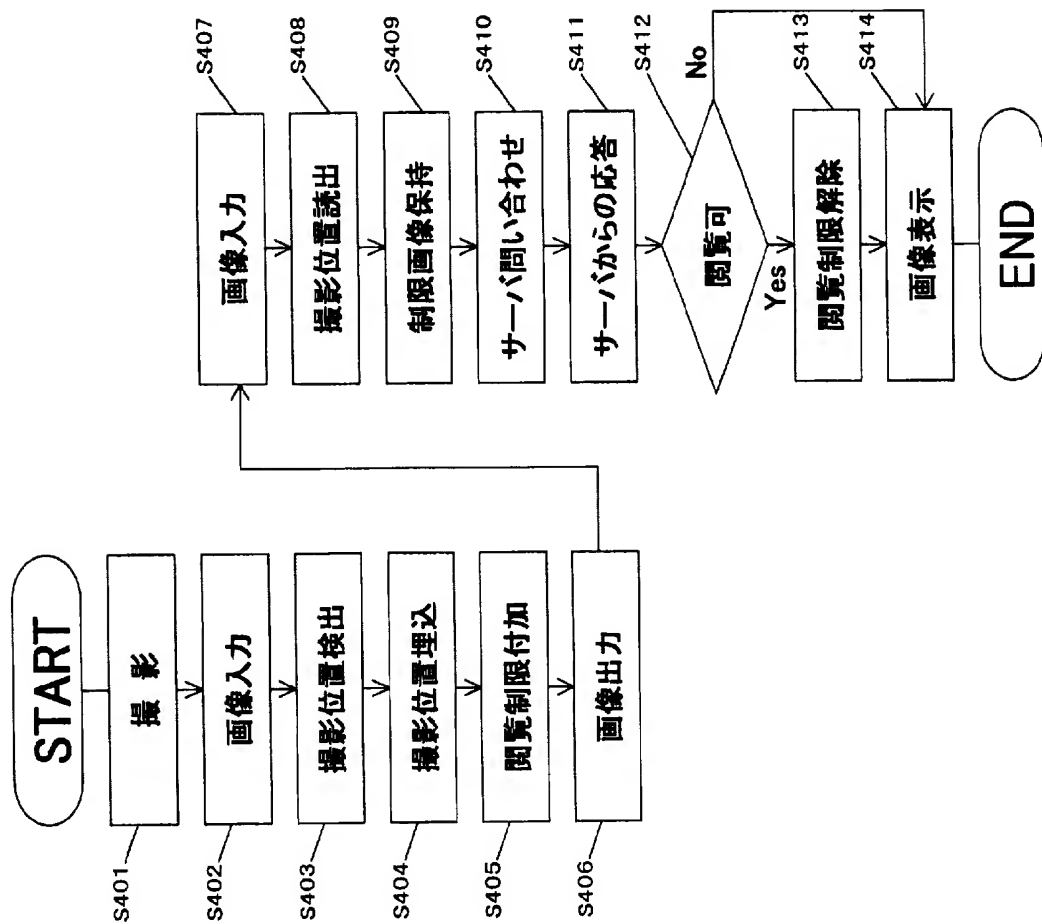 START
撮 影
S401
画像入力
S402
撮影位置検出
S403
撮影位置埋込
S404
閲覧制限付加
S405
画像出力
S406
画像入力
S407
撮影位置読出
S408
制限画像保持
S409
サーバ問い合わせ
S410
サーバからの応答
S411
閲覧可
S412
No
Yes
閲覧制限解除
S413
画像表示
S414
END